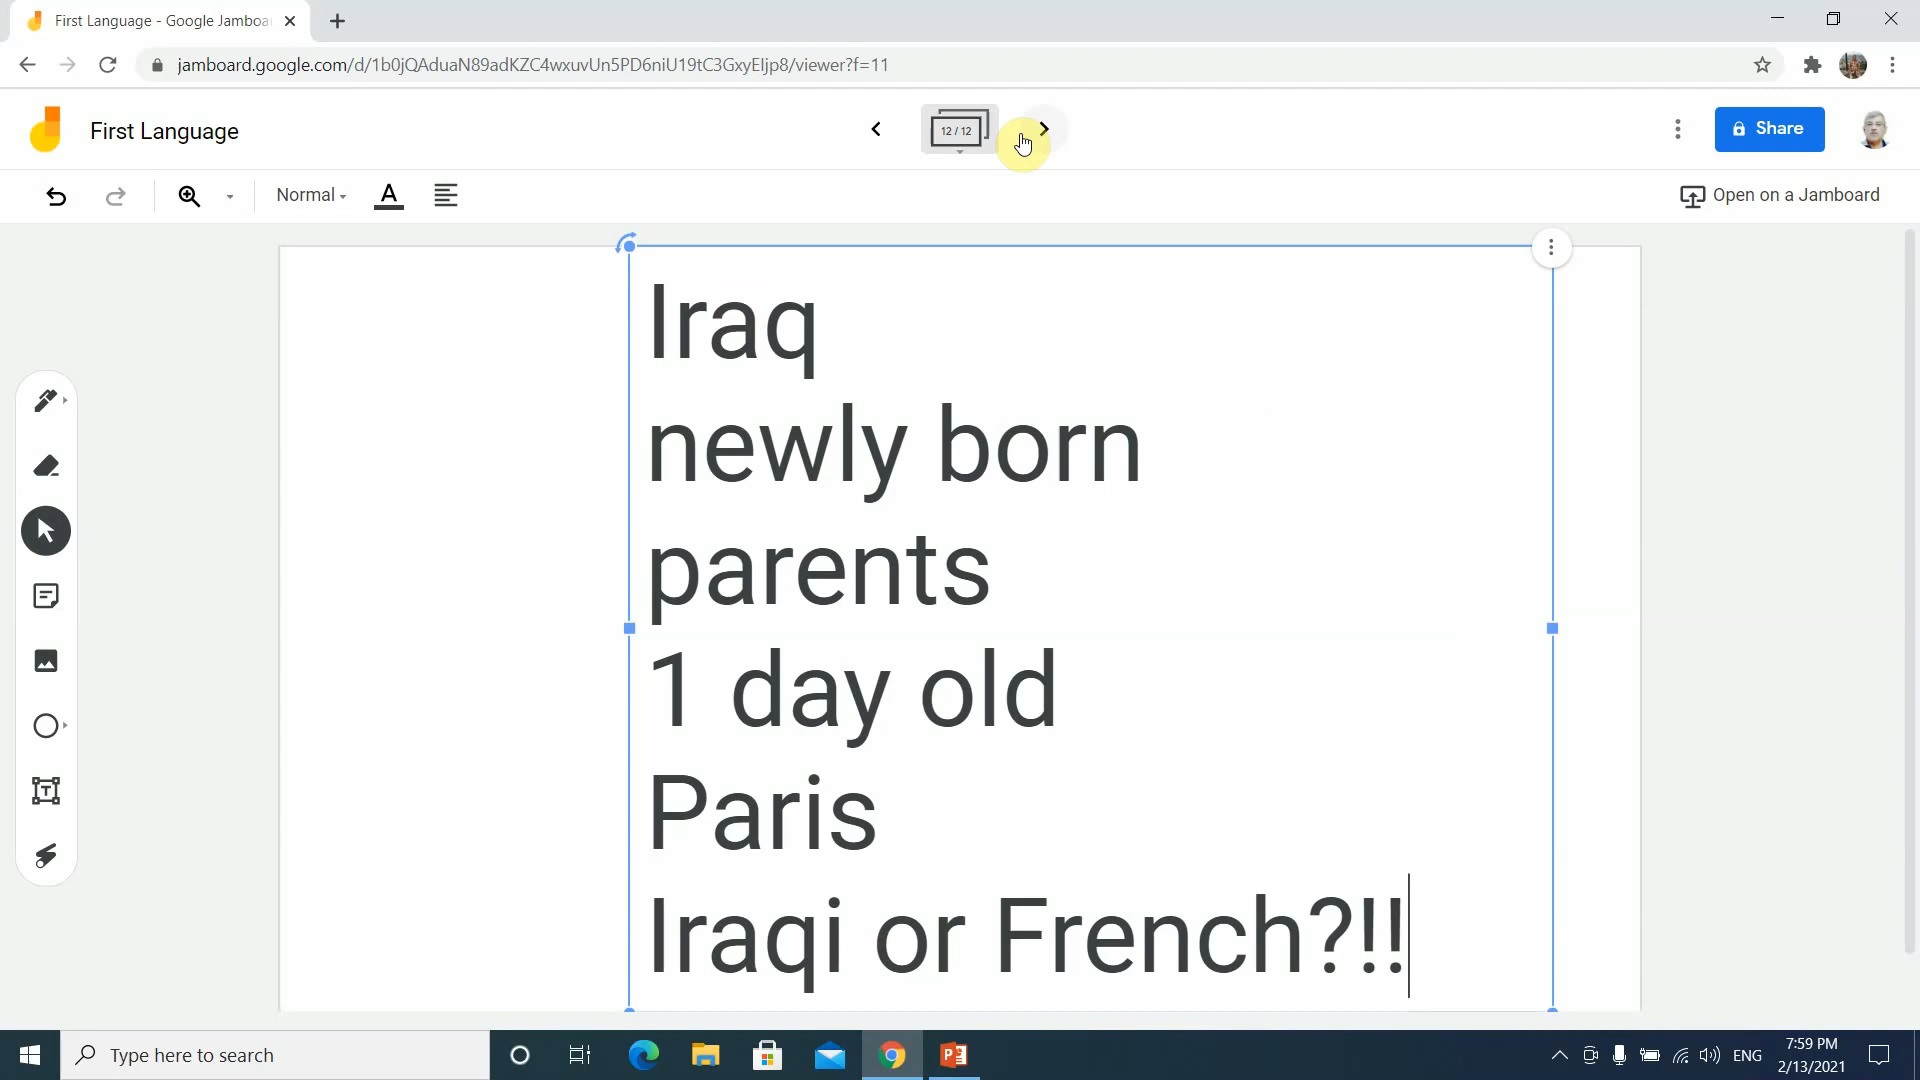 First Language - Google Jamboa
jamboard.google.com/d/1b0jQAduaN89adKZC4wxuvUn5PD6niU19tC3GxyEIjp8/viewer?f=11
First Language
12 / 12
Share
Normal
A
Open on a Jamboard
Iraq
newly born
parents
1 day old
Paris
Iraqi or French?!!
Type here to search
ENG
7:59 PM
2/13/2021